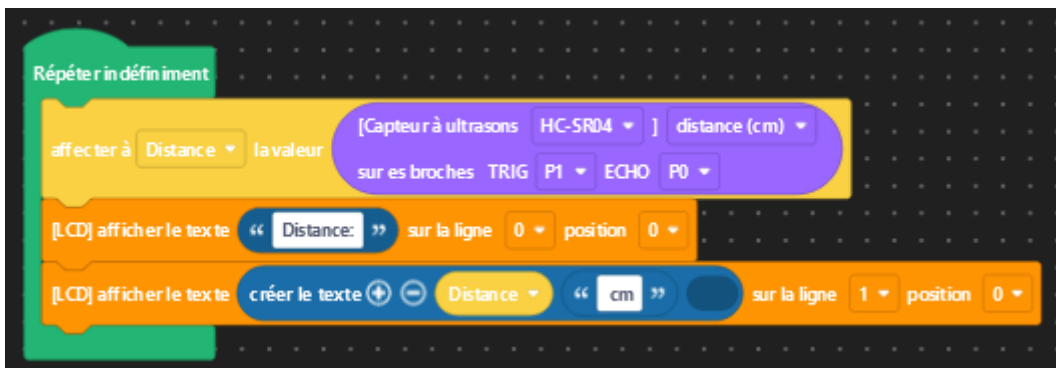 Répéter indéfiniment
[Capteur à ultrasons HC-SR04 ] distance (cm)
affecter à Distance la valeur
sur es broches TRIG P1 ECHO P0
[LCD] afficher le texte “ Distance: ” sur la ligne 0 position 0
[LCD] afficher le texte créer le texte + - Distance “ cm ” sur la ligne 1 position 0